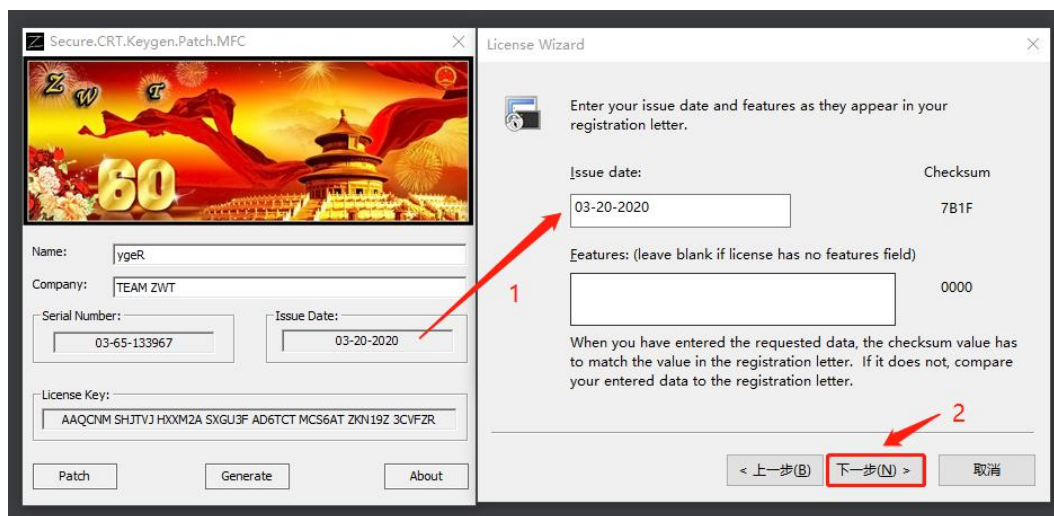 Secure.CRT.Keygen.Patch.MFC
Z W T
60
Name:
ygeR
Company:
TEAM ZWT
Serial Number:
03-65-133967
Issue Date:
03-20-2020
License Key:
AAQCNM SHJTVJ HXXM2A SXGU3F AD6TCT MCS6AT ZKN19Z 3CVFZR
Patch
Generate
About
1
License Wizard
Enter your issue date and features as they appear in your
registration letter.
Issue date:
Checksum
03-20-2020
7B1F
Features: (leave blank if license has no features field)
0000
When you have entered the requested data, the checksum value has
to match the value in the registration letter. If it does not, compare
your entered data to the registration letter.
2
< 上一步(B)
下一步(N) >
取消